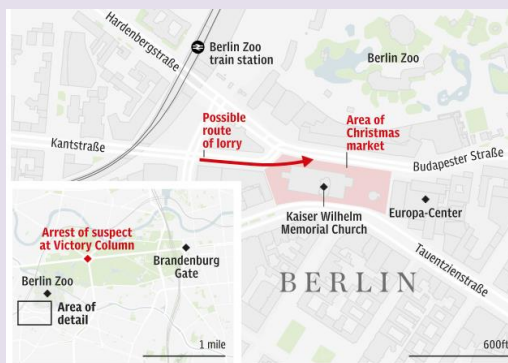 Hardenbergstraße
Berlin Zoo
train station
Berlin Zoo
Possible
route
of lorry
Area of
Christmas
market
Kantstraße
Budapester Straße
Kaiser Wilhelm
Memorial Church
Europa-Center
Tauentzienstraße
BERLIN
600ft
Arrest of suspect
at Victory Column
Brandenburg
Gate
Berlin Zoo
Area of
detail
1 mile